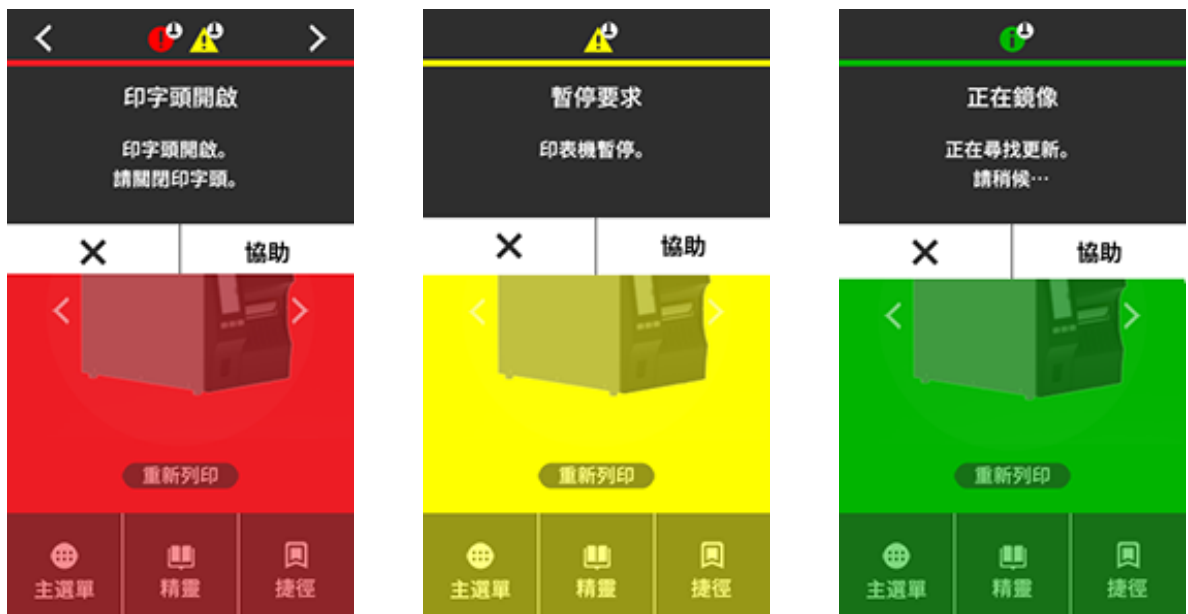 印字頭開啟
印字頭開啟。
請關閉印字頭。
協助
重新列印
主選單
精靈
捷徑
暫停要求
印表機暫停。
協助
重新列印
主選單
精靈
捷徑
正在鏡像
正在尋找更新。
請稍候…
協助
重新列印
主選單
精靈
捷徑